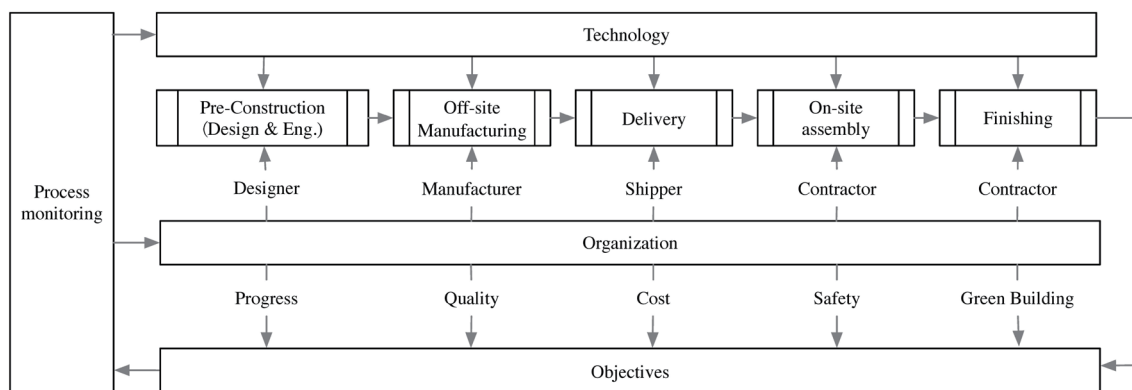 Technology
Pre-Construction
(Design & Eng.)
Off-site
Manufacturing
Delivery
On-site
assembly
Finishing
Designer
Manufacturer
Shipper
Contractor
Contractor
Process
monitoring
Organization
Progress
Quality
Cost
Safety
Green Building
Objectives